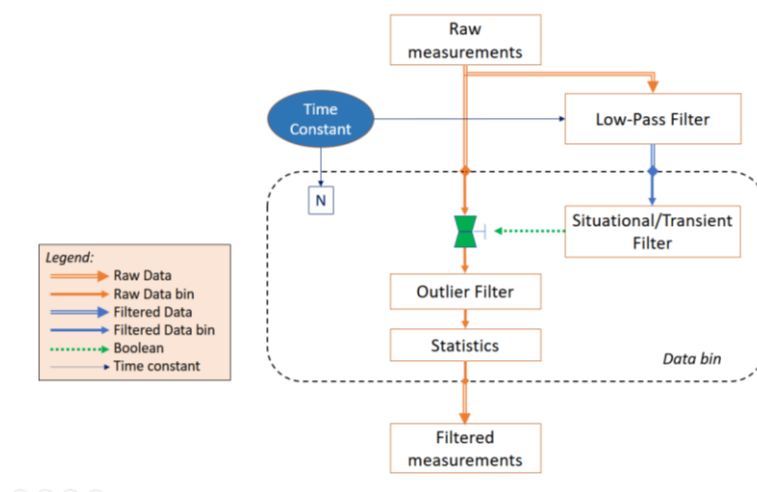 Raw
measurements
Time
Constant
Low-Pass Filter
N
Situational/Transient
Filter
Legend:
Raw Data
Raw Data bin
Filtered Data
Filtered Data bin
Boolean
Time constant
Outlier Filter
Statistics
Data bin
Filtered
measurements